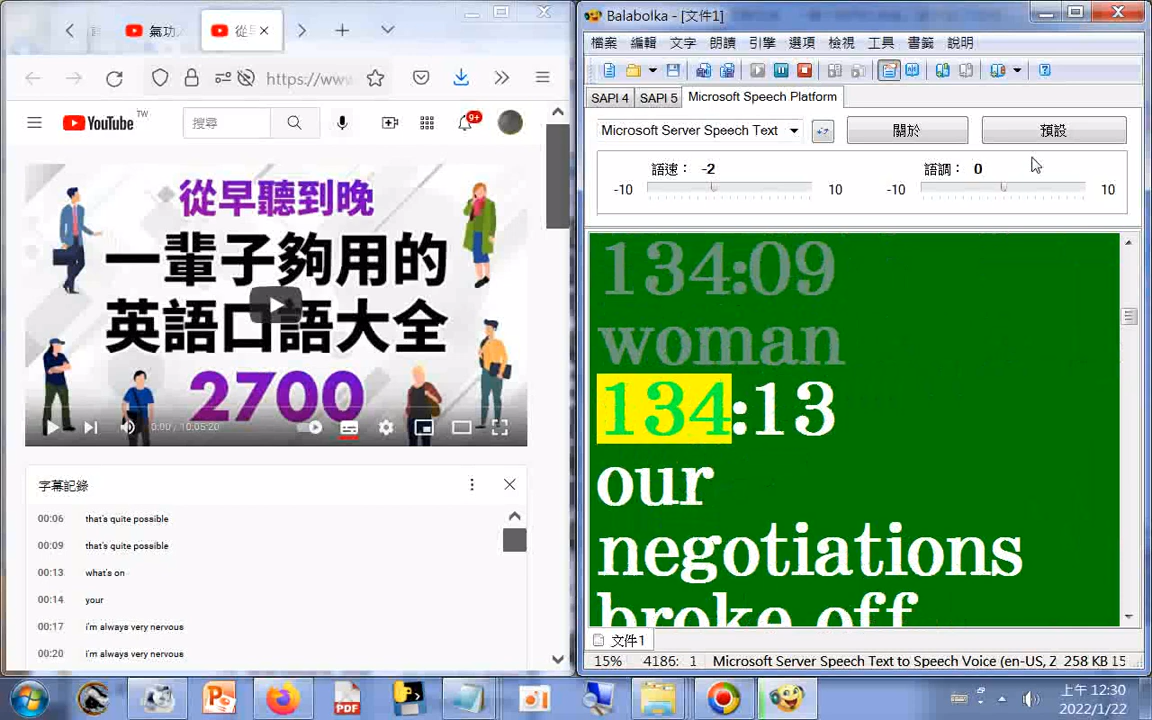 氣功
從
https://www
YouTube TW
搜尋
9+
從早聽到晚
一輩子夠用的
英語口語大全
2700
0:00 / 10:05:20
字幕記錄
00:06 that's quite possible
00:09 that's quite possible
00:13 what's on
00:14 your
00:17 i'm always very nervous
00:20 i'm always very nervous
Balabolka - [文件1]
檔案 編輯 文字 朗讀 引擎 選項 檢視 工具 書籤 說明
SAPI 4 SAPI 5 Microsoft Speech Platform
Microsoft Server Speech Text 關於 預設
語速： -2 語調： 0
-10 10 -10 10
134:09
woman
134:13
our
negotiations
broke off
文件1
15% 4186: 1 Microsoft Server Speech Text to Speech Voice (en-US, Z 258 KB 15
PDF
上午 12:30
2022/1/22